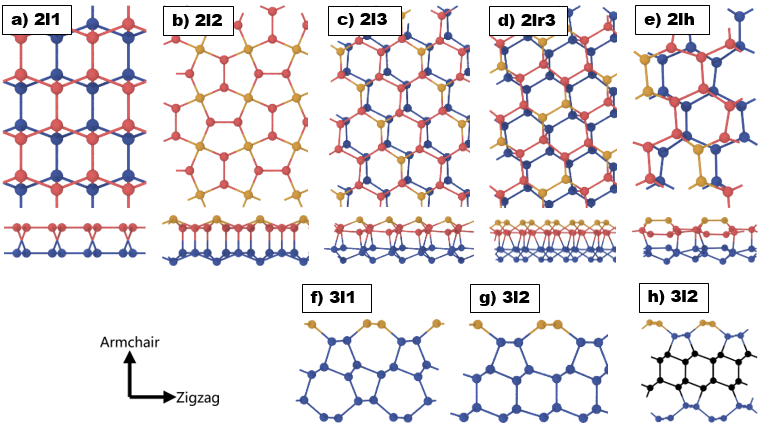 a) 2l1
b) 2l2
c) 2l3
d) 2lr3
e) 2lh
f) 3l1
g) 3l2
h) 3l2
Armchair
Zigzag